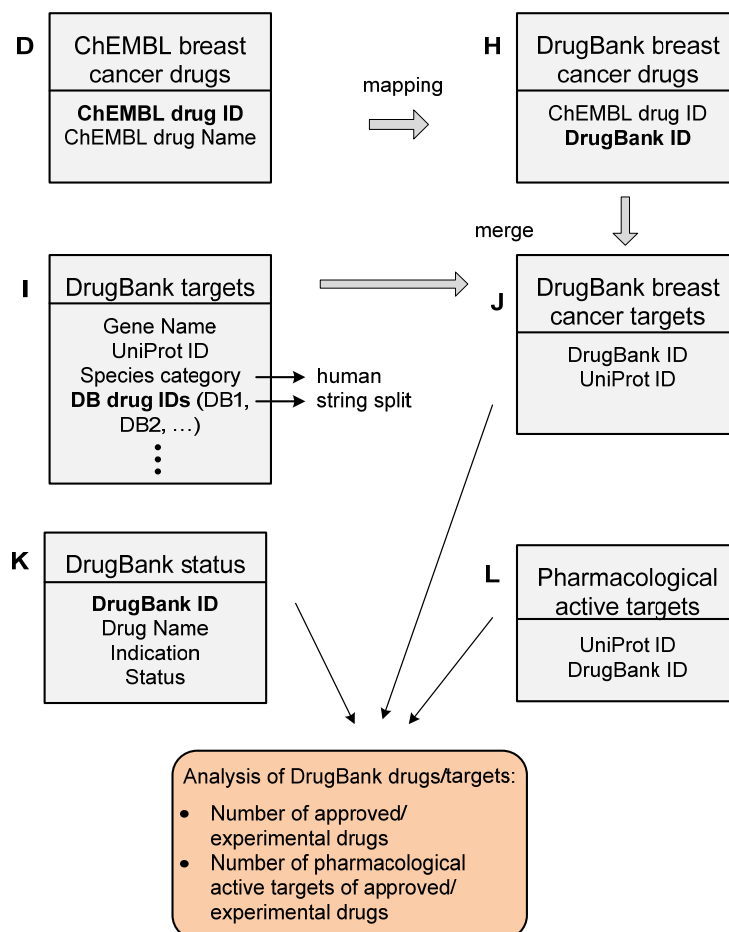 D
ChEMBL breast
cancer drugs
ChEMBL drug ID
ChEMBL drug Name
mapping
H
DrugBank breast
cancer drugs
ChEMBL drug ID
DrugBank ID
merge
I
DrugBank targets
Gene Name
UniProt ID
Species category
human
DB drug IDs (DB1,
string split
DB2, …)
J
DrugBank breast
cancer targets
DrugBank ID
UniProt ID
K
DrugBank status
DrugBank ID
Drug Name
Indication
Status
L
Pharmacological
active targets
UniProt ID
DrugBank ID
Analysis of DrugBank drugs/targets:
• Number of approved/
experimental drugs
• Number of pharmacological
active targets of approved/
experimental drugs